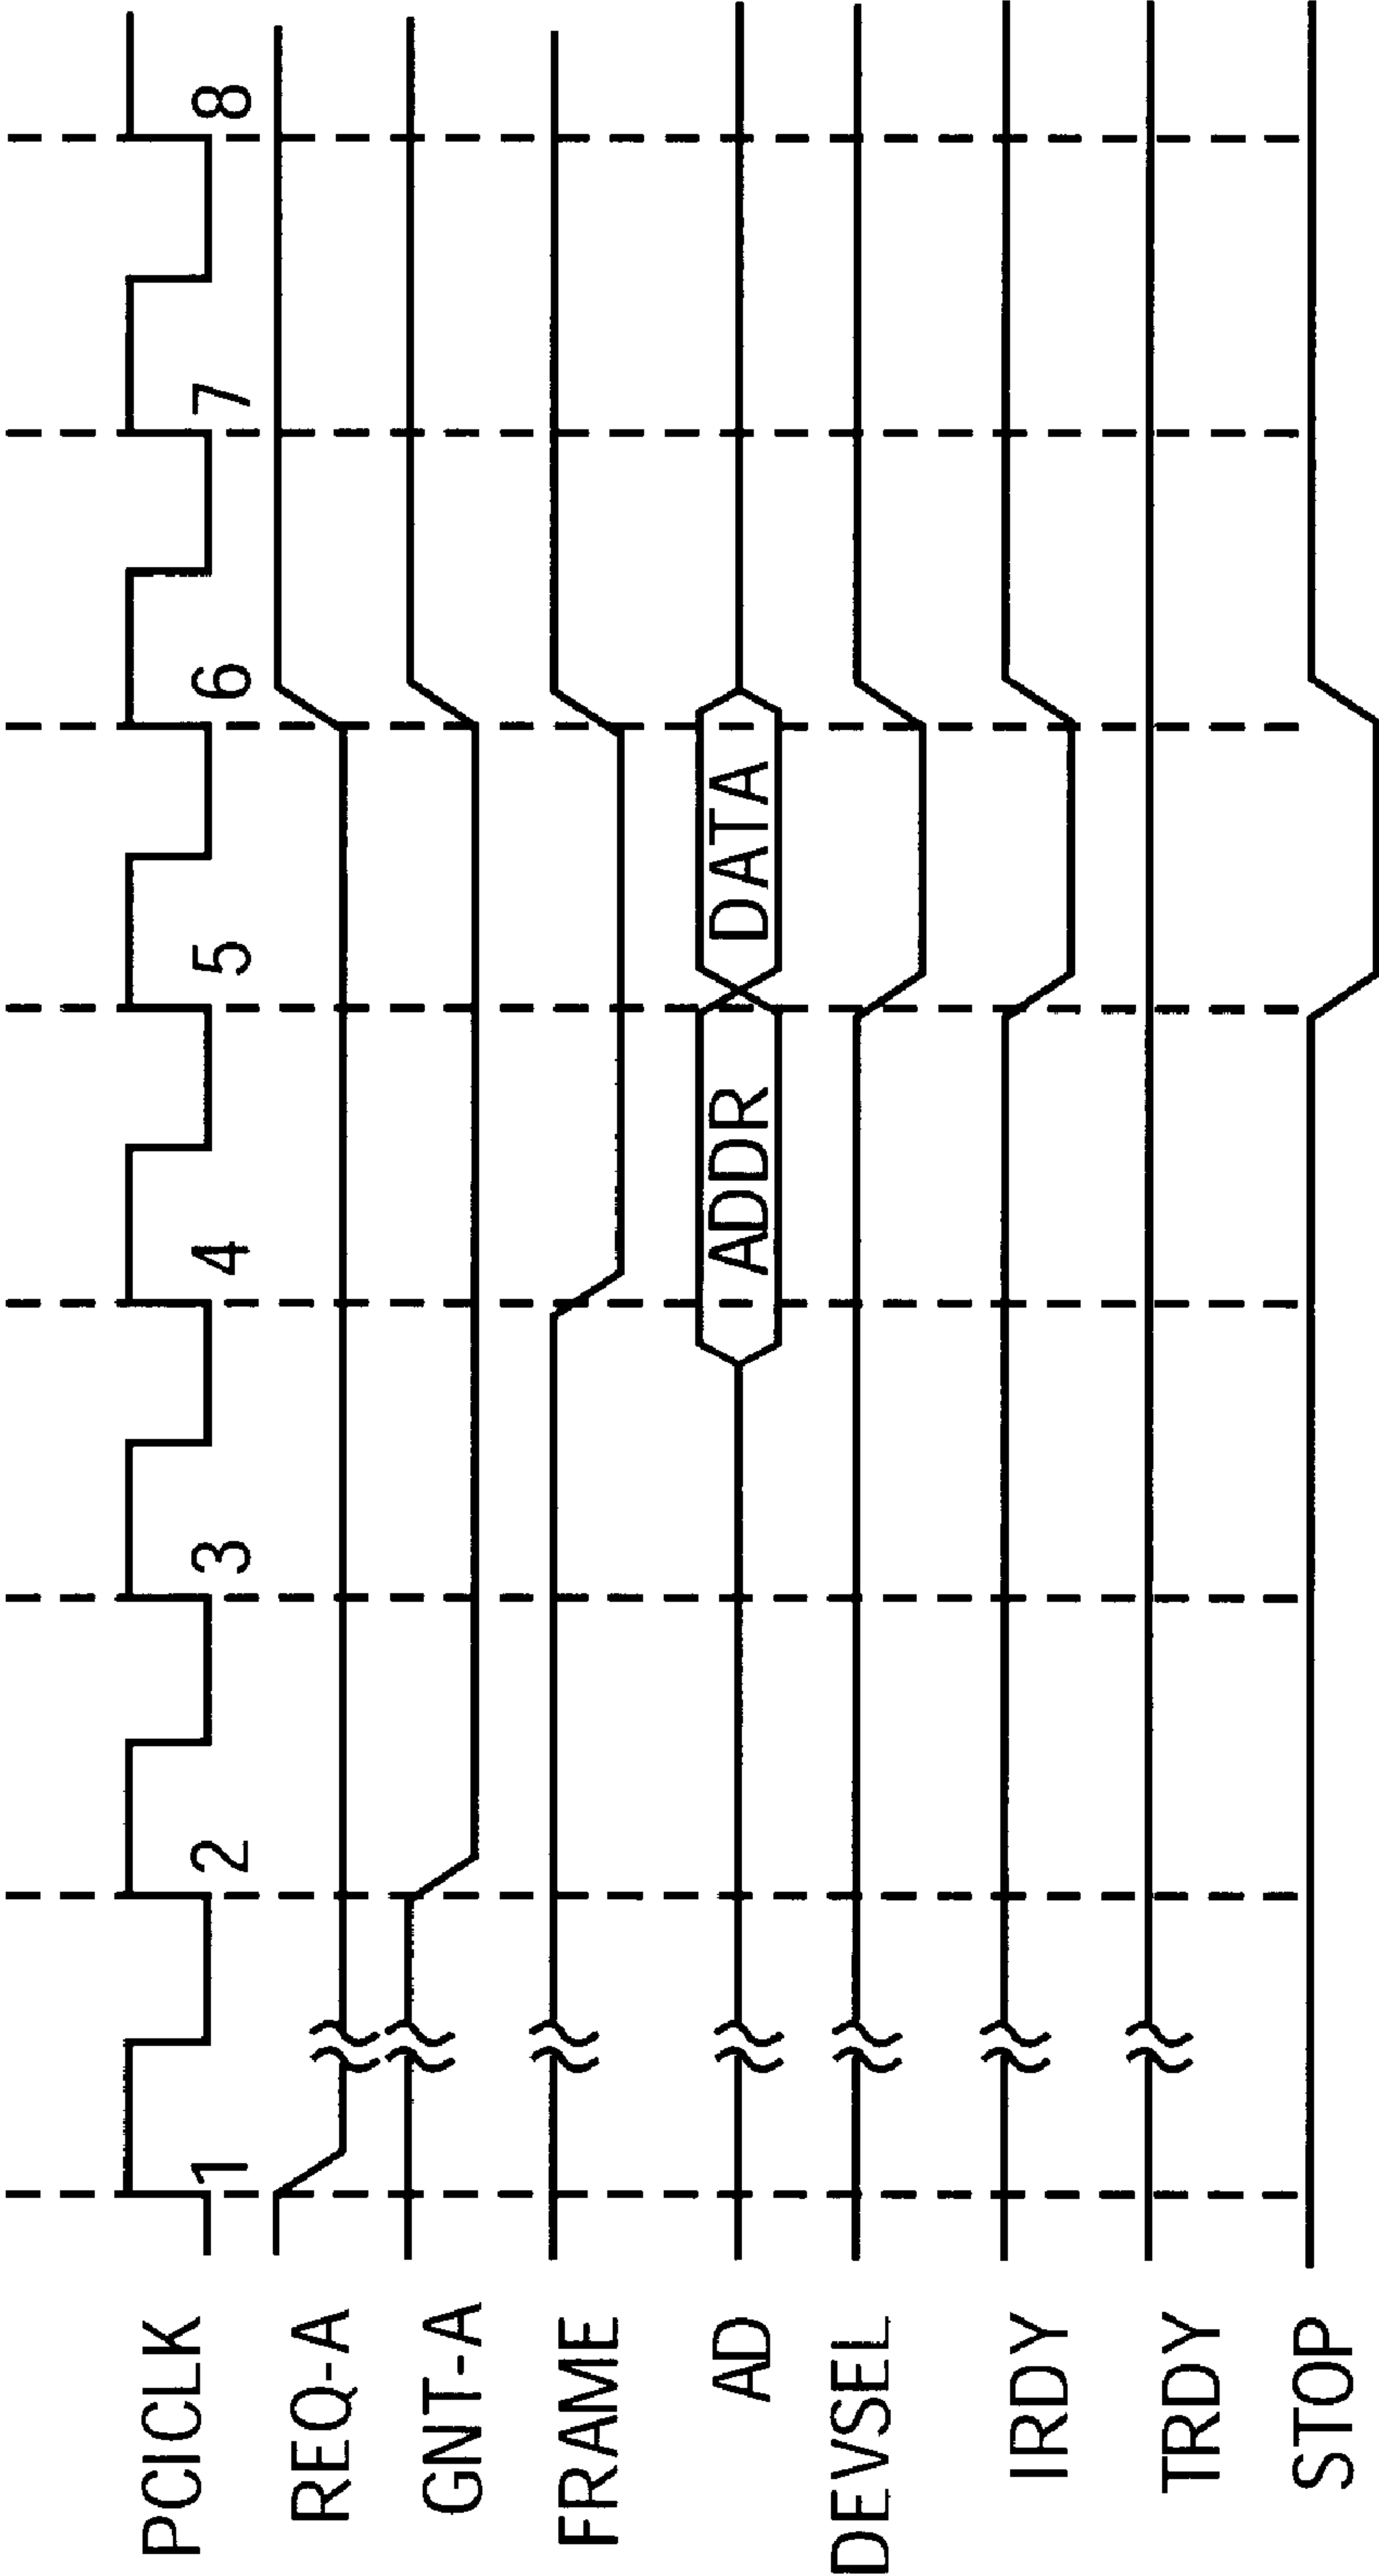 PCICLK
1 2 3 4 5 6 7 8
REQ-A
GNT-A
FRAME
AD
ADDR DATA
DEVSEL
IRDY
TRDY
STOP